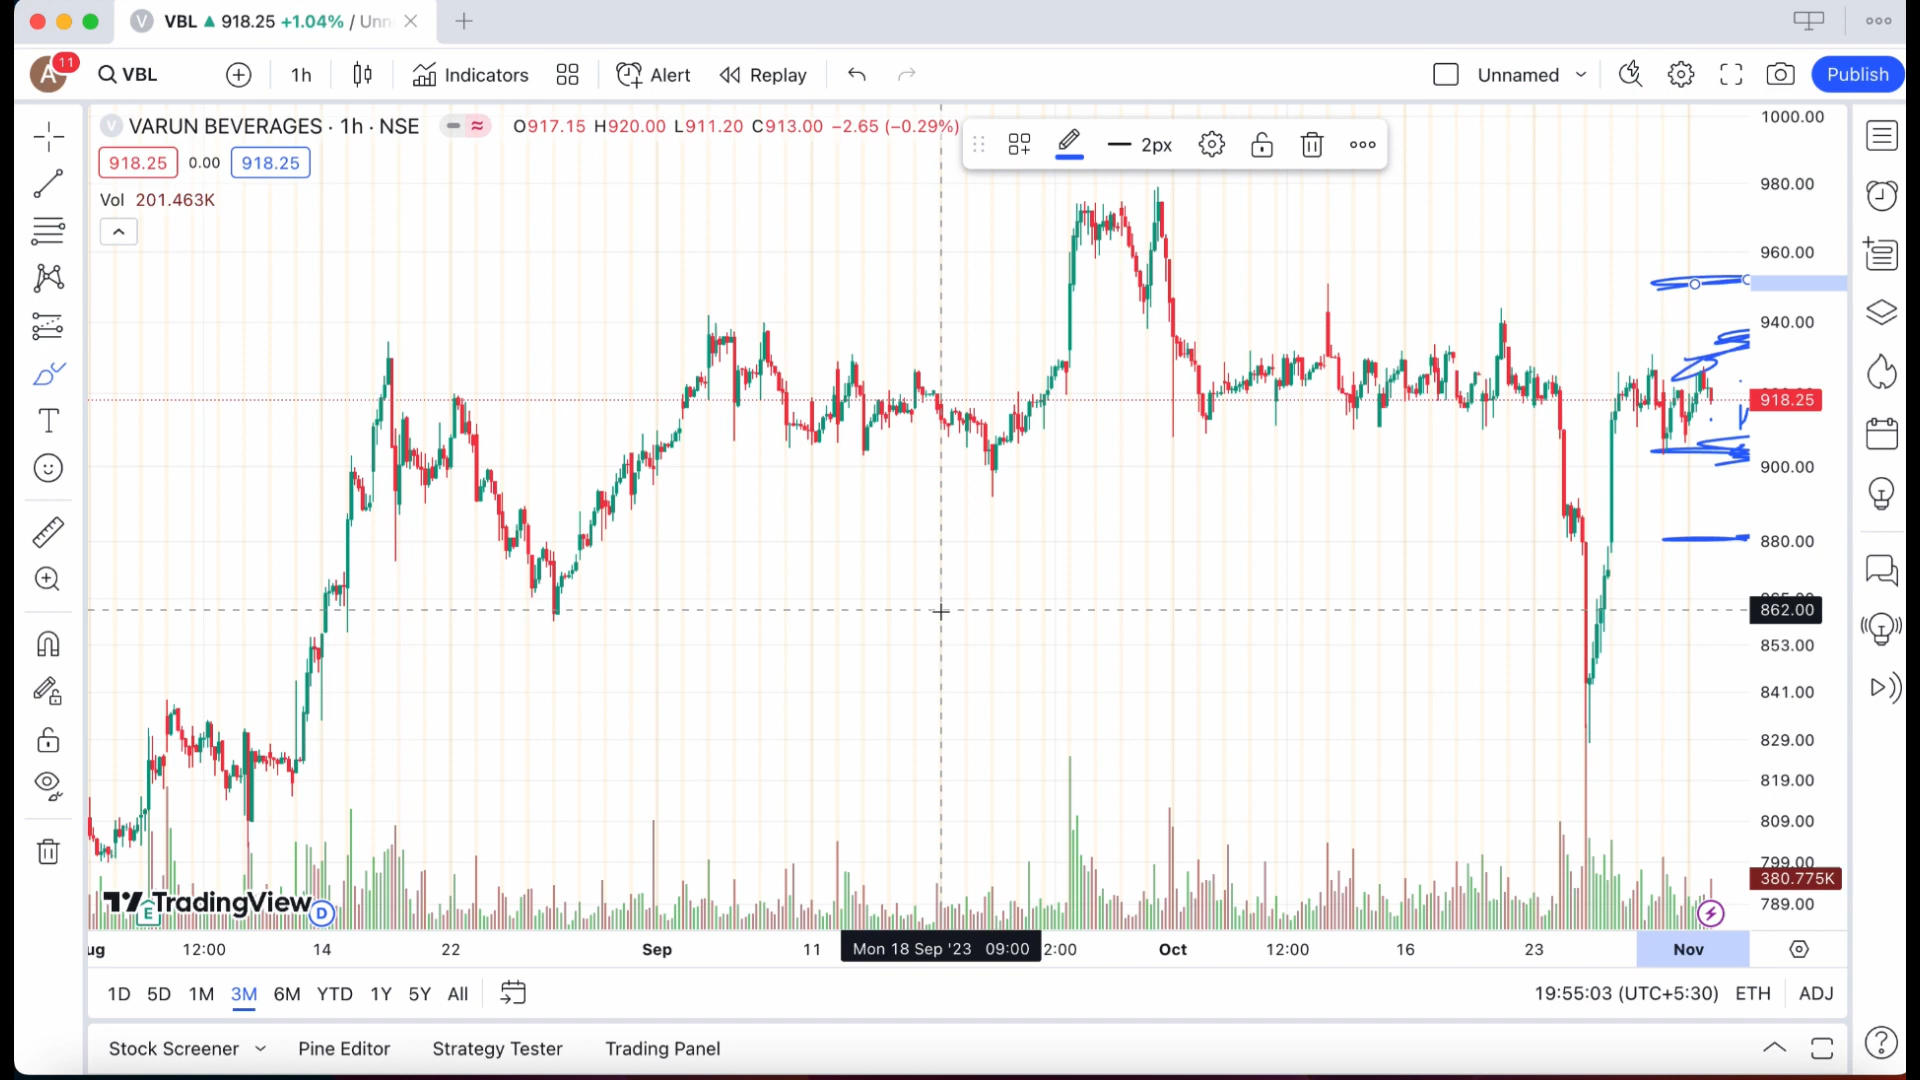 VBL ▲ 918.25 +1.04% / Unn
A 11 VBL 1h Indicators Alert Replay Unnamed Publish
V VARUN BEVERAGES · 1h · NSE O917.15 H920.00 L911.20 C913.00 −2.65 (−0.29%)
2px
918.25 0.00 918.25
Vol 201.463K
1000.00
980.00
960.00
940.00
918.25
900.00
880.00
862.00
853.00
841.00
829.00
819.00
809.00
799.00
380.775K
789.00
TradingView
E D
ug 12:00 14 22 Sep 11 Mon 18 Sep '23 09:00 2:00 Oct 12:00 16 23 Nov
1D 5D 1M 3M 6M YTD 1Y 5Y All 19:55:03 (UTC+5:30) ETH ADJ
Stock Screener Pine Editor Strategy Tester Trading Panel